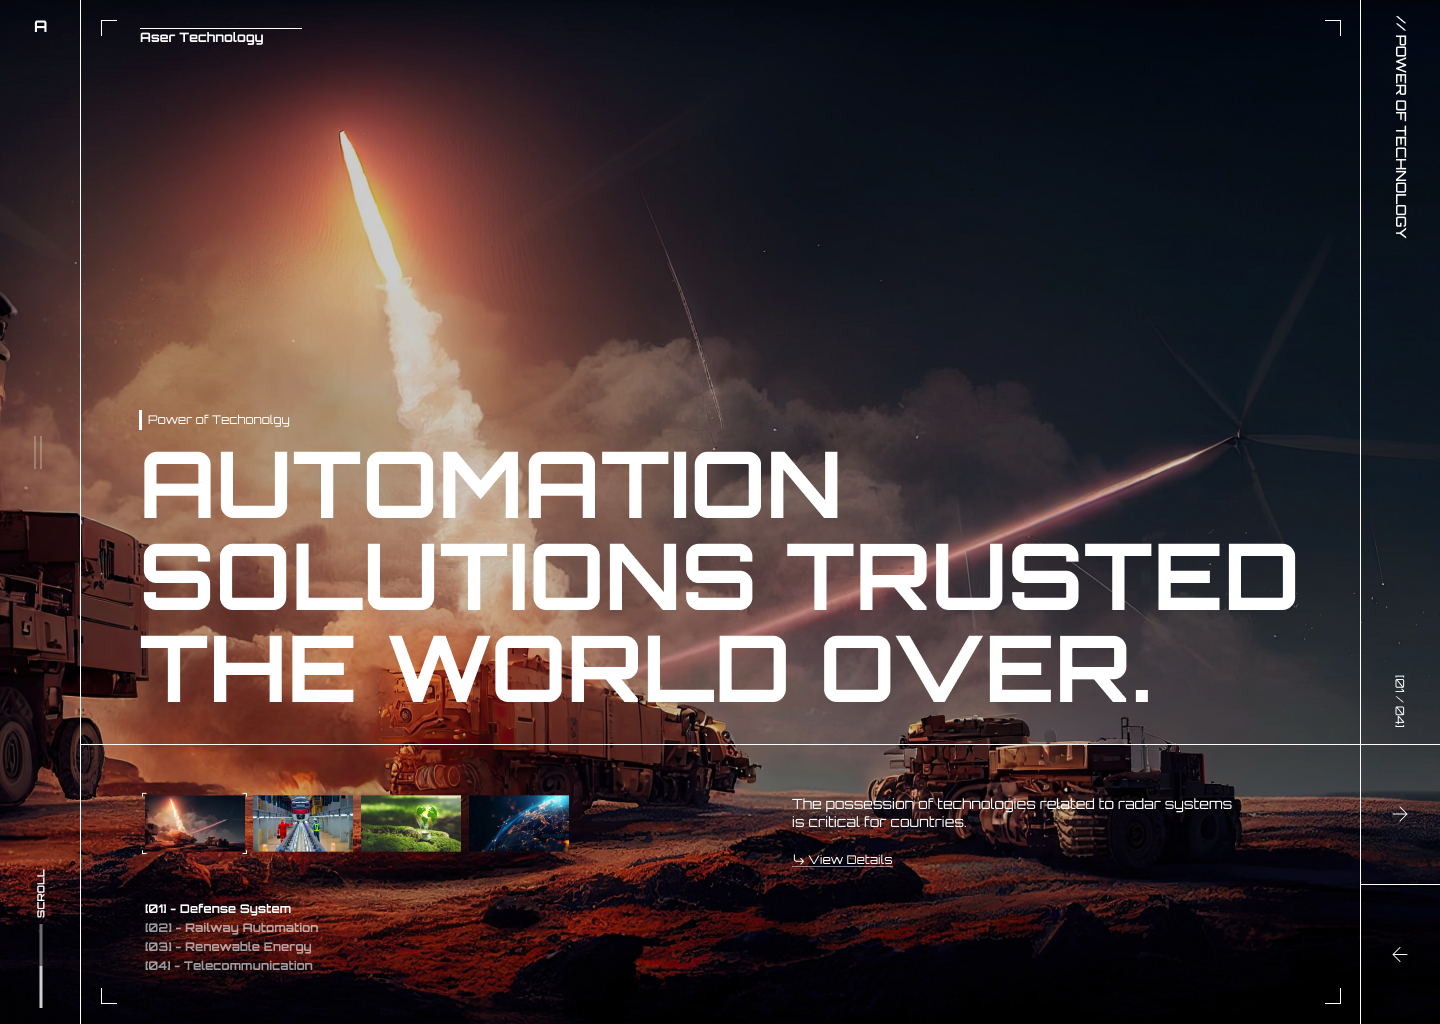 A
Aser Technology
// POWER OF TECHNOLOGY
Power of Techonolgy
AUTOMATION
SOLUTIONS TRUSTED
THE WORLD OVER.
[01 / 04]
The possession of technologies related to radar systems
is critical for countries.
View Details
SCROLL
[01] - Defense System
[02] - Railway Automation
[03] - Renewable Energy
[04] - Telecommunication